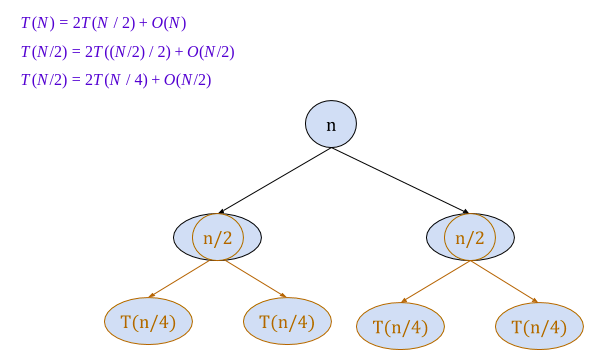 T(N) = 2T(N / 2) + O(N)
T(N/2) = 2T((N/2) / 2) + O(N/2)
T(N/2) = 2T(N / 4) + O(N/2)
n
n/2 n/2
T(n/4) T(n/4) T(n/4) T(n/4)